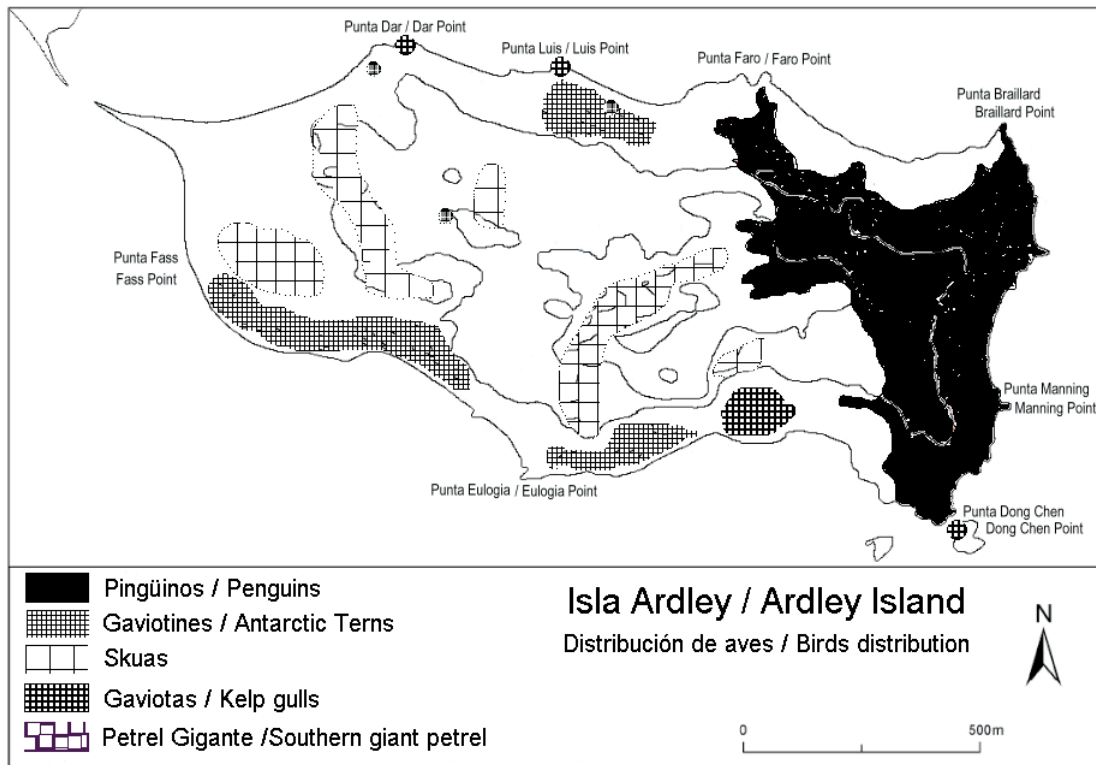 Punta Dar / Dar Point
Punta Luis / Luis Point
Punta Faro / Faro Point
Punta Braillard
Braillard Point
Punta Fass
Fass Point
Punta Manning
Manning Point
Punta Eulogia / Eulogia Point
Punta Dong Chen
Dong Chen Point
Pingüinos / Penguins
Gaviotines / Antarctic Terns
Skuas
Gaviotas / Kelp gulls
Petrel Gigante /Southern giant petrel
Isla Ardley / Ardley Island
Distribución de aves / Birds distribution
N
0 500m